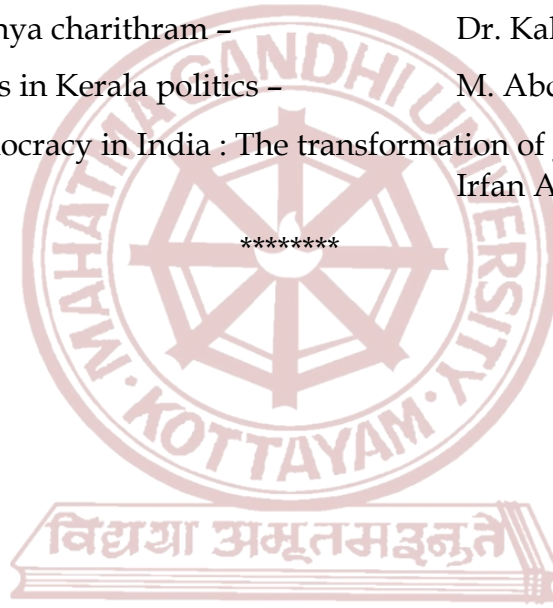 nya charithram – Dr. Kal
s in Kerala politics – M. Abd
ocracy in India : The transformation of
Irfan A
********
MAHATMA GANDHI UNIVERSITY
• KOTTAYAM •
विद्यया अमृतमश्नुते